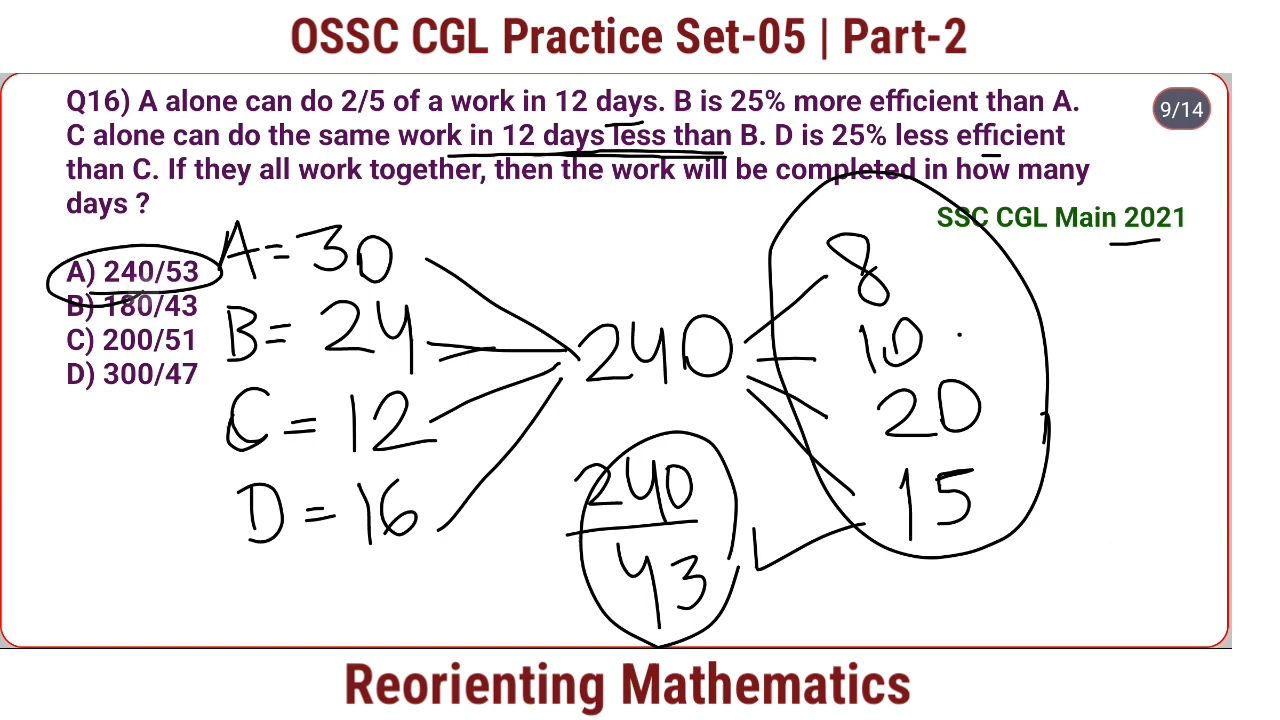 OSSC CGL Practice Set-05 | Part-2
Q16) A alone can do 2/5 of a work in 12 days. B is 25% more efficient than A.
C alone can do the same work in 12 days less than B. D is 25% less efficient
than C. If they all work together, then the work will be completed in how many
days ?
9/14
SSC CGL Main 2021
A) 240/53
B) 180/43
C) 200/51
D) 300/47
A = 30
B = 24
C = 12
D = 16
240
8
10
20
15
240
43
Reorienting Mathematics